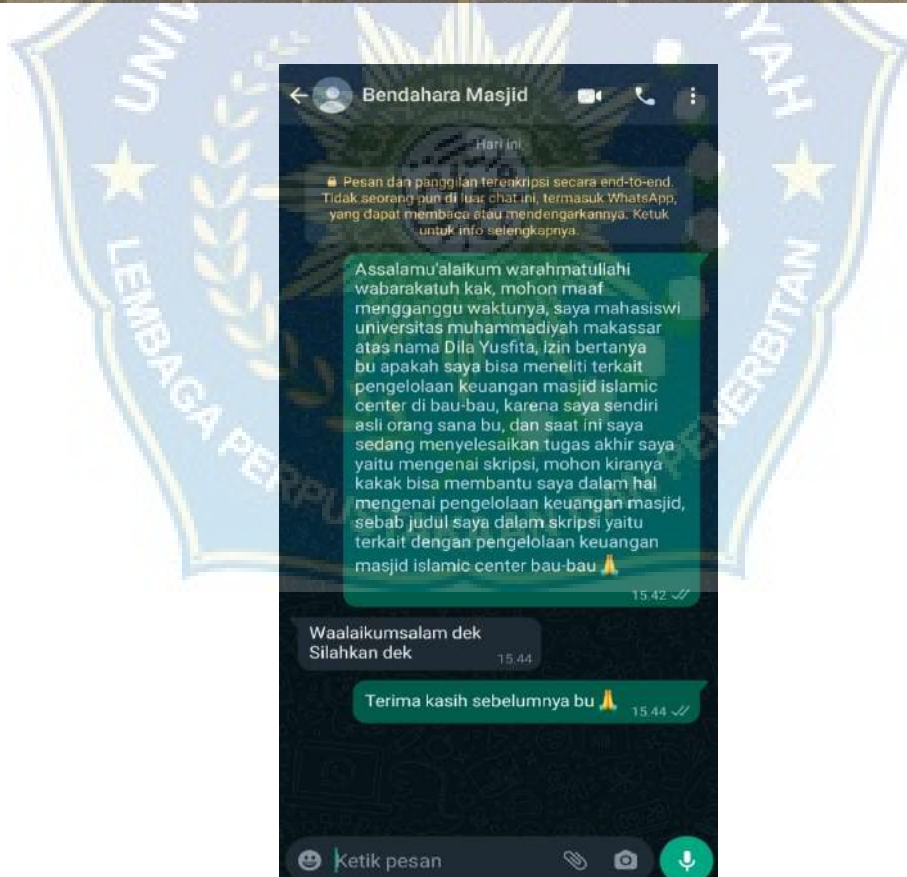 Bendahara Masjid
Hari ini
Pesan dan panggilan terenkripsi secara end-to-end.
Tidak seorang pun di luar chat ini, termasuk WhatsApp,
yang dapat membaca atau mendengarkannya. Ketuk
untuk info selengkapnya.
Assalamu'alaikum warahmatullahi
wabarakatuh kak, mohon maaf
mengganggu waktunya, saya mahasiswi
universitas muhammadiyah makassar
atas nama Dila Yusfita, izin bertanya
bu apakah saya bisa meneliti terkait
pengelolaan keuangan masjid islamic
center di bau-bau, karena saya sendiri
asli orang sana bu, dan saat ini saya
sedang menyelesaikan tugas akhir saya
yaitu mengenai skripsi, mohon kiranya
kakak bisa membantu saya dalam hal
mengenai pengelolaan keuangan masjid,
sebab judul saya dalam skripsi yaitu
terkait dengan pengelolaan keuangan
masjid islamic center bau-bau 🙏
15.42
Waalaikumsalam dek
Silahkan dek
15.44
Terima kasih sebelumnya bu 🙏
15.44
Ketik pesan
UNI
YAH
LEMBAGA PERPUSTAKAAN DAN PENERBITAN